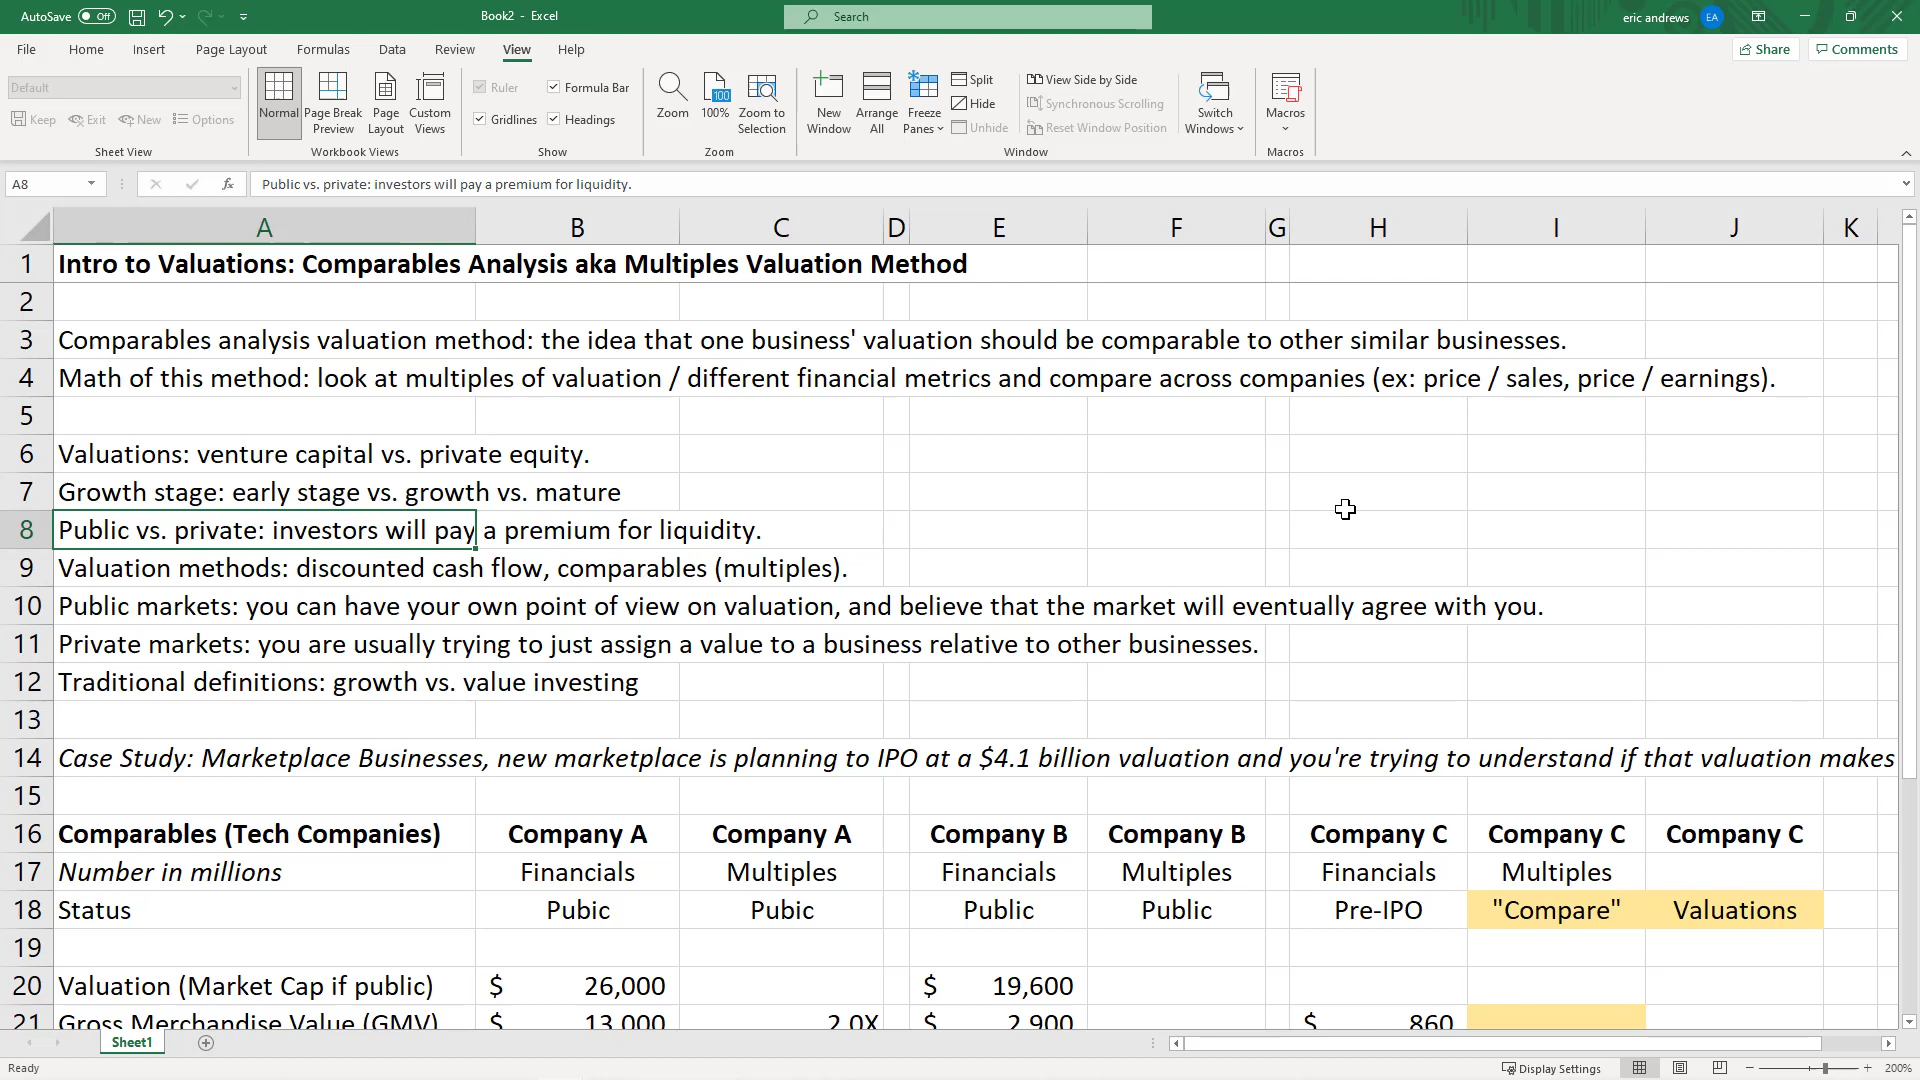 AutoSave Off Book2 - Excel Search eric andrews EA
File Home Insert Page Layout Formulas Data Review View Help Share Comments
Default
Keep Exit New Options
Sheet View
Normal Page Break Preview Page Layout Custom Views
Workbook Views
Ruler Formula Bar
Gridlines Headings
Show
Zoom 100 100% Zoom to Selection
Zoom
New Window Arrange All Freeze Panes
Split
Hide
Unhide
View Side by Side
Synchronous Scrolling
Reset Window Position
Switch Windows
Window
Macros
Macros
A8 fx Public vs. private: investors will pay a premium for liquidity.
A B C D E F G H I J K
1 Intro to Valuations: Comparables Analysis aka Multiples Valuation Method
2
3 Comparables analysis valuation method: the idea that one business' valuation should be comparable to other similar businesses.
4 Math of this method: look at multiples of valuation / different financial metrics and compare across companies (ex: price / sales, price / earnings).
5
6 Valuations: venture capital vs. private equity.
7 Growth stage: early stage vs. growth vs. mature
8 Public vs. private: investors will pay a premium for liquidity.
9 Valuation methods: discounted cash flow, comparables (multiples).
10 Public markets: you can have your own point of view on valuation, and believe that the market will eventually agree with you.
11 Private markets: you are usually trying to just assign a value to a business relative to other businesses.
12 Traditional definitions: growth vs. value investing
13
14 Case Study: Marketplace Businesses, new marketplace is planning to IPO at a $4.1 billion valuation and you're trying to understand if that valuation makes
15
16 Comparables (Tech Companies) Company A Company A Company B Company B Company C Company C Company C
17 Number in millions Financials Multiples Financials Multiples Financials Multiples
18 Status Pubic Pubic Public Public Pre-IPO "Compare" Valuations
19
20 Valuation (Market Cap if public) $ 26,000 $ 19,600
21 Gross Merchandise Value (GMV) $ 13,000 2.0X $ 2,900 $ 860
Sheet1
Ready Display Settings 200%